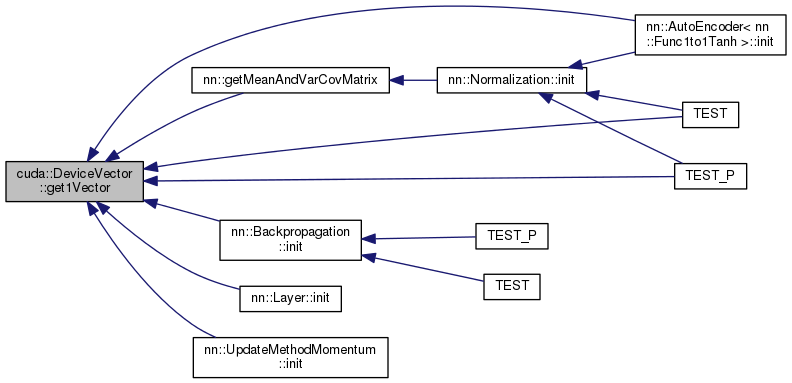 nn::AutoEncoder< nn
::Func1to1Tanh >::init
nn::getMeanAndVarCovMatrix
nn::Normalization::init
TEST
cuda::DeviceVector
::get1Vector
TEST_P
nn::Backpropagation
::init
TEST_P
TEST
nn::Layer::init
nn::UpdateMethodMomentum
::init